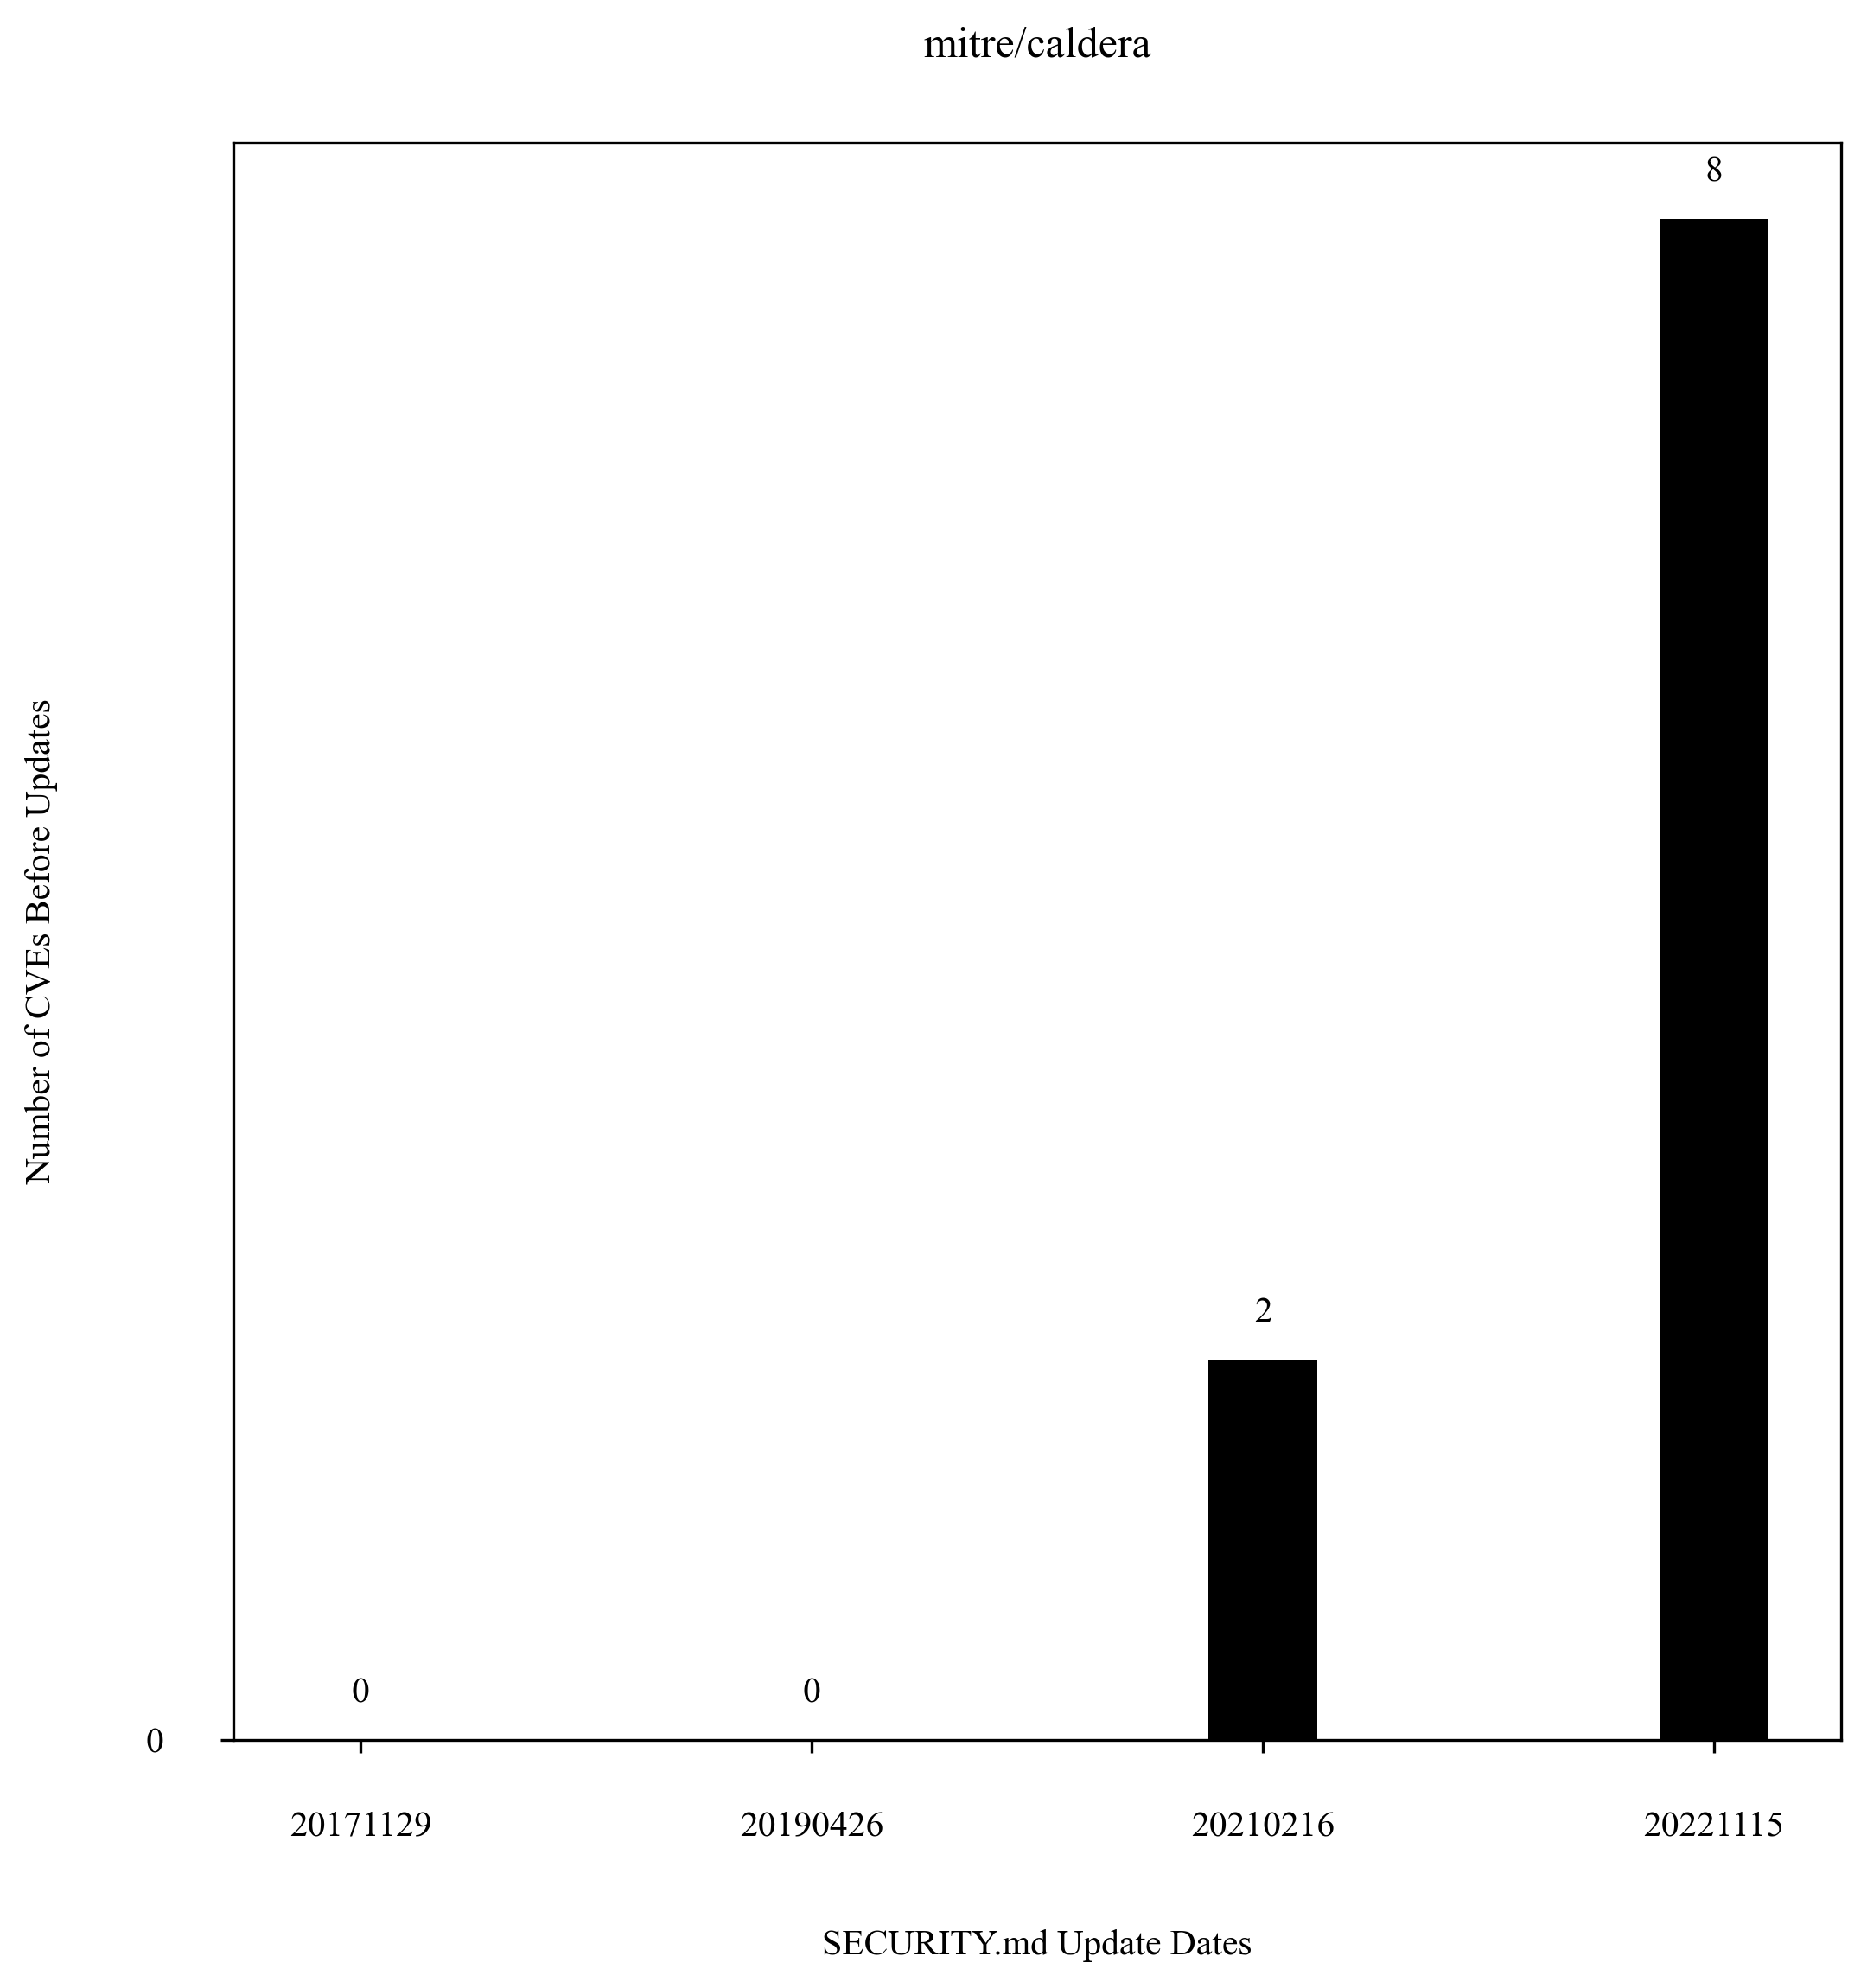 mitre/caldera
Number of CVEs Before Updates
8
2
0 0
0
20171129 20190426 20210216 20221115
SECURITY.md Update Dates